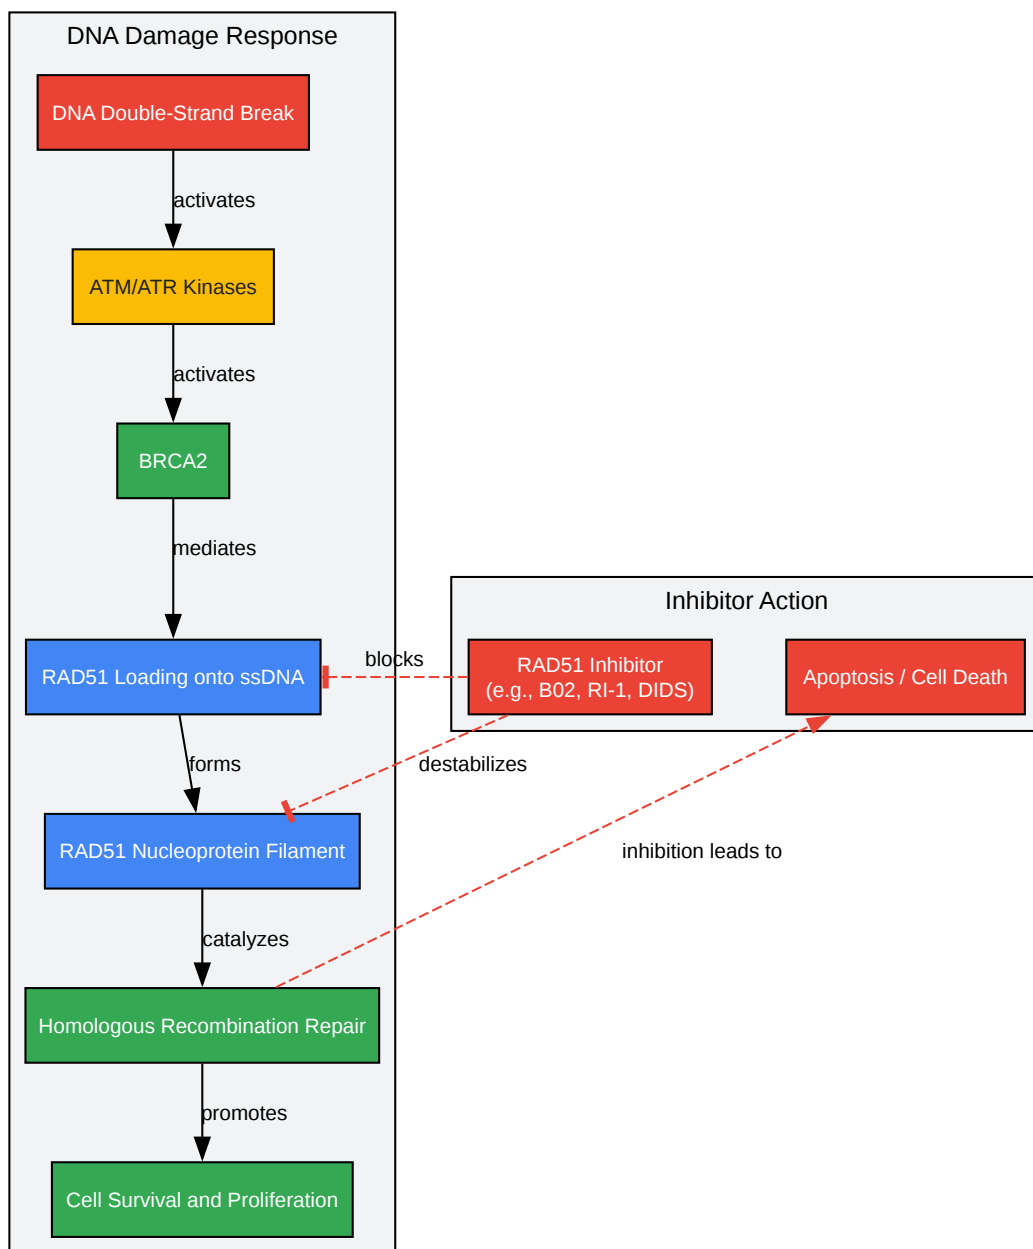 DNA Damage Response
DNA Double-Strand Break
activates
ATM/ATR Kinases
activates
BRCA2
mediates
Inhibitor Action
RAD51 Loading onto ssDNA
blocks
RAD51 Inhibitor
(e.g., B02, RI-1, DIDS)
Apoptosis / Cell Death
forms
destabilizes
RAD51 Nucleoprotein Filament
inhibition leads to
catalyzes
Homologous Recombination Repair
promotes
Cell Survival and Proliferation